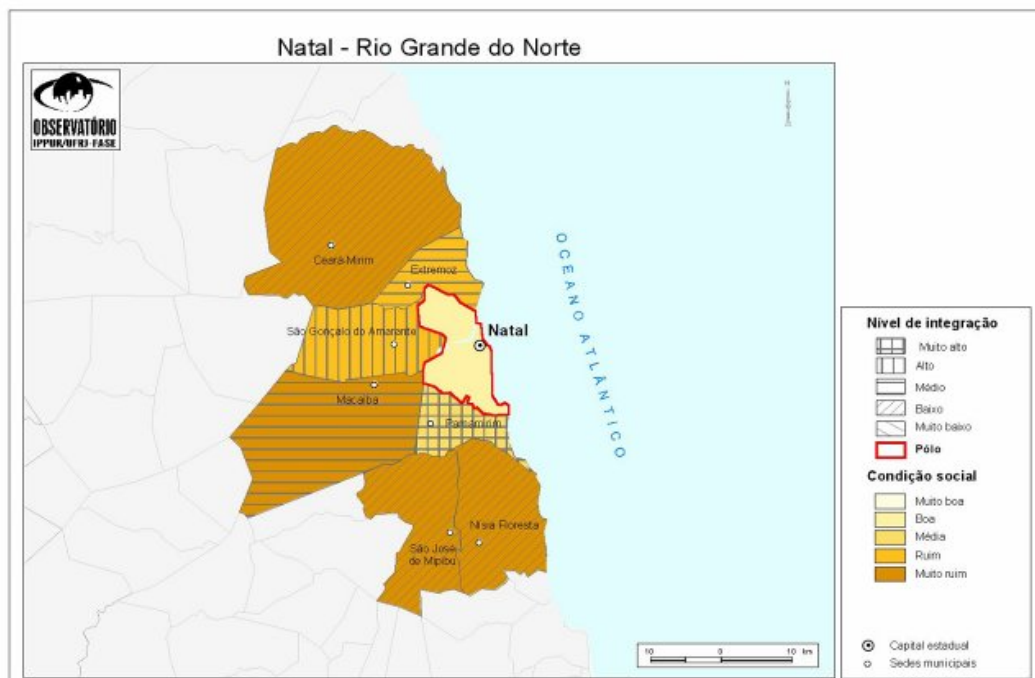 Natal - Rio Grande do Norte
OBSERVATÓRIO
IPPUR/UFRJ-FASE
Ceará-Mirim
Extremoz
São Gonçalo do Amarante
Natal
Macaíba
Parnamirim
São José
de Mipibú
Nísia Floresta
OCEANO ATLÂNTICO
10 0 10 km
Nível de integração
Muito alto
Alto
Médio
Baixo
Muito baixo
Pólo
Condição social
Muito boa
Boa
Média
Ruim
Muito ruim
Capital estadual
Sedes municipais